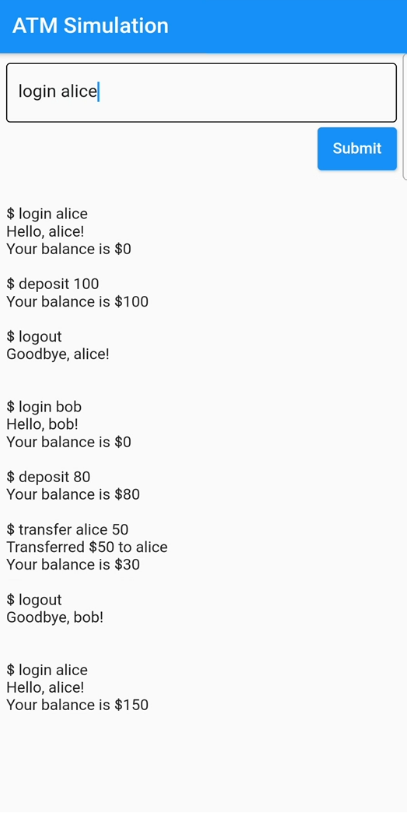 ATM Simulation
login alice
Submit
$ login alice
Hello, alice!
Your balance is $0
$ deposit 100
Your balance is $100
$ logout
Goodbye, alice!
$ login bob
Hello, bob!
Your balance is $0
$ deposit 80
Your balance is $80
$ transfer alice 50
Transferred $50 to alice
Your balance is $30
$ logout
Goodbye, bob!
$ login alice
Hello, alice!
Your balance is $150